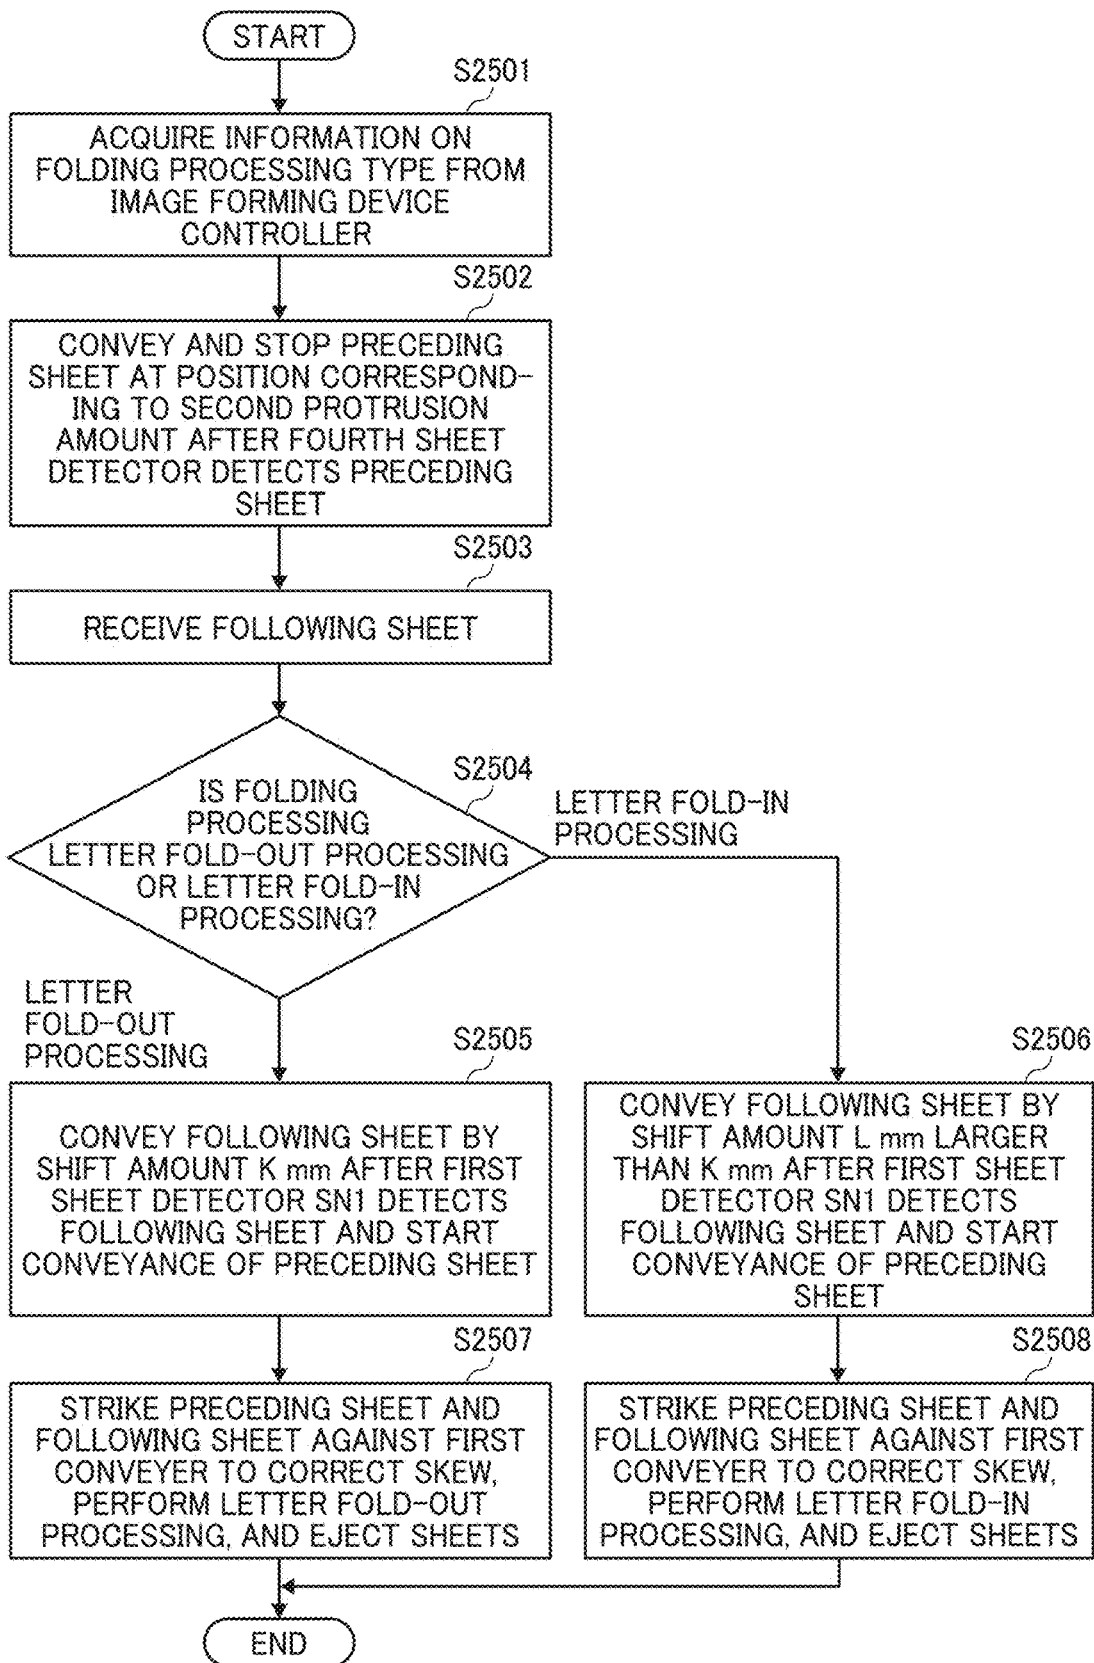 START
S2501
ACQUIRE INFORMATION ON
FOLDING PROCESSING TYPE FROM
IMAGE FORMING DEVICE
CONTROLLER
S2502
CONVEY AND STOP PRECEDING
SHEET AT POSITION CORRESPOND-
ING TO SECOND PROTRUSION
AMOUNT AFTER FOURTH SHEET
DETECTOR DETECTS PRECEDING
SHEET
S2503
RECEIVE FOLLOWING SHEET
S2504
IS FOLDING
PROCESSING
LETTER FOLD-OUT PROCESSING
OR LETTER FOLD-IN
PROCESSING?
LETTER FOLD-IN
PROCESSING
LETTER
FOLD-OUT
PROCESSING
S2505
CONVEY FOLLOWING SHEET BY
SHIFT AMOUNT K mm AFTER FIRST
SHEET DETECTOR SN1 DETECTS
FOLLOWING SHEET AND START
CONVEYANCE OF PRECEDING SHEET
S2506
CONVEY FOLLOWING SHEET BY
SHIFT AMOUNT L mm LARGER
THAN K mm AFTER FIRST SHEET
DETECTOR SN1 DETECTS
FOLLOWING SHEET AND START
CONVEYANCE OF PRECEDING
SHEET
S2507
STRIKE PRECEDING SHEET AND
FOLLOWING SHEET AGAINST FIRST
CONVEYER TO CORRECT SKEW,
PERFORM LETTER FOLD-OUT
PROCESSING, AND EJECT SHEETS
S2508
STRIKE PRECEDING SHEET AND
FOLLOWING SHEET AGAINST FIRST
CONVEYER TO CORRECT SKEW,
PERFORM LETTER FOLD-IN
PROCESSING, AND EJECT SHEETS
END